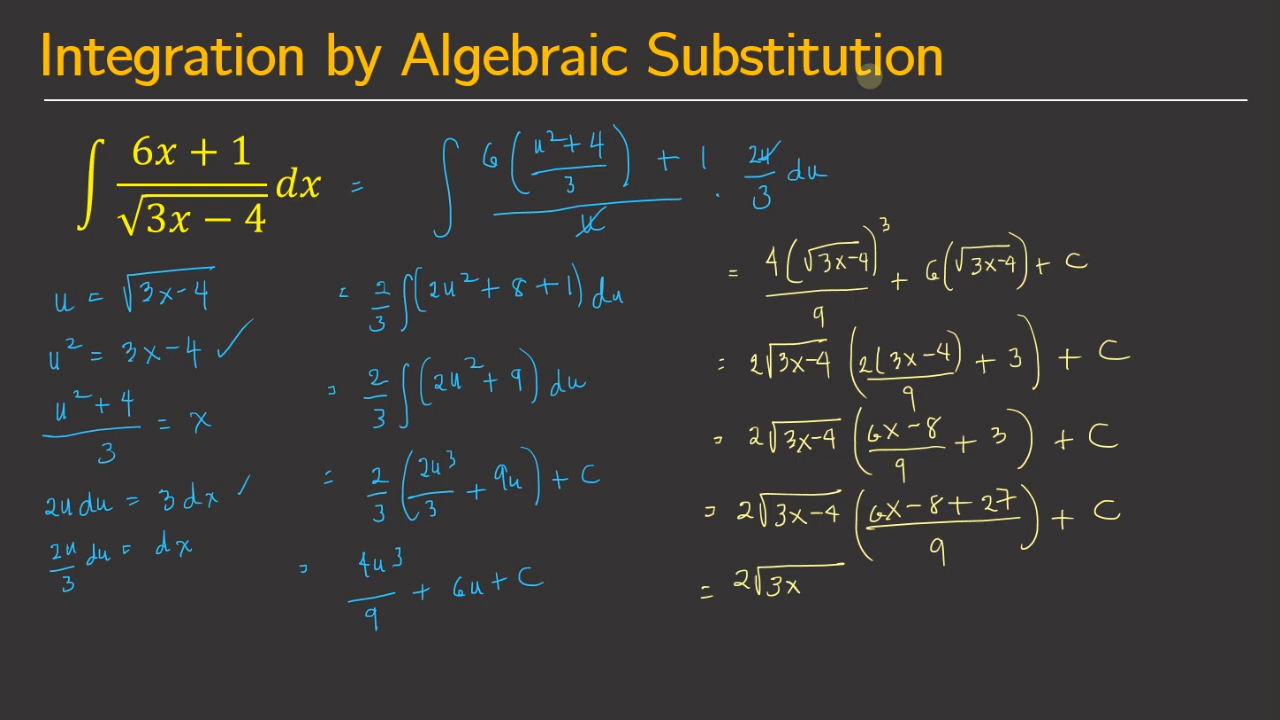 Integration by Algebraic Substitution
∫ (6x + 1)/√(3x − 4) dx = ∫ (6((u² + 4)/3) + 1)/u · (2u/3) du
u = √(3x-4)
u² = 3x-4 ✓
(u² + 4)/3 = x
2u du = 3 dx ✓
(2u/3) du = dx
= 2/3 ∫ (2u² + 8 + 1) du
= 2/3 ∫ (2u² + 9) du
= 2/3 (2u³/3 + 9u) + C
= 4u³/9 + 6u + C
= 4(√(3x-4))³/9 + 6(√(3x-4)) + C
= 2√(3x-4) (2(3x-4)/9 + 3) + C
= 2√(3x-4) ((6x-8)/9 + 3) + C
= 2√(3x-4) ((6x-8+27)/9) + C
= 2√(3x